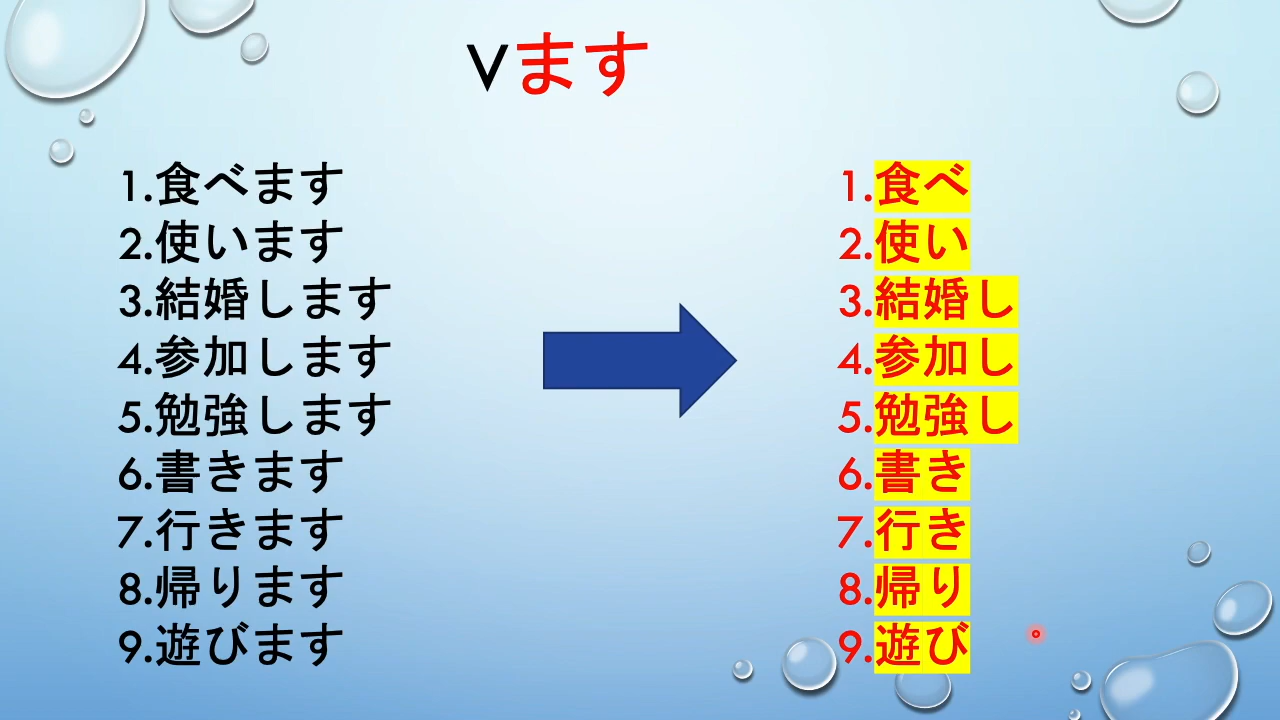 Vます
1.食べます
2.使います
3.結婚します
4.参加します
5.勉強します
6.書きます
7.行きます
8.帰ります
9.遊びます
1.食べ
2.使い
3.結婚し
4.参加し
5.勉強し
6.書き
7.行き
8.帰り
9.遊び